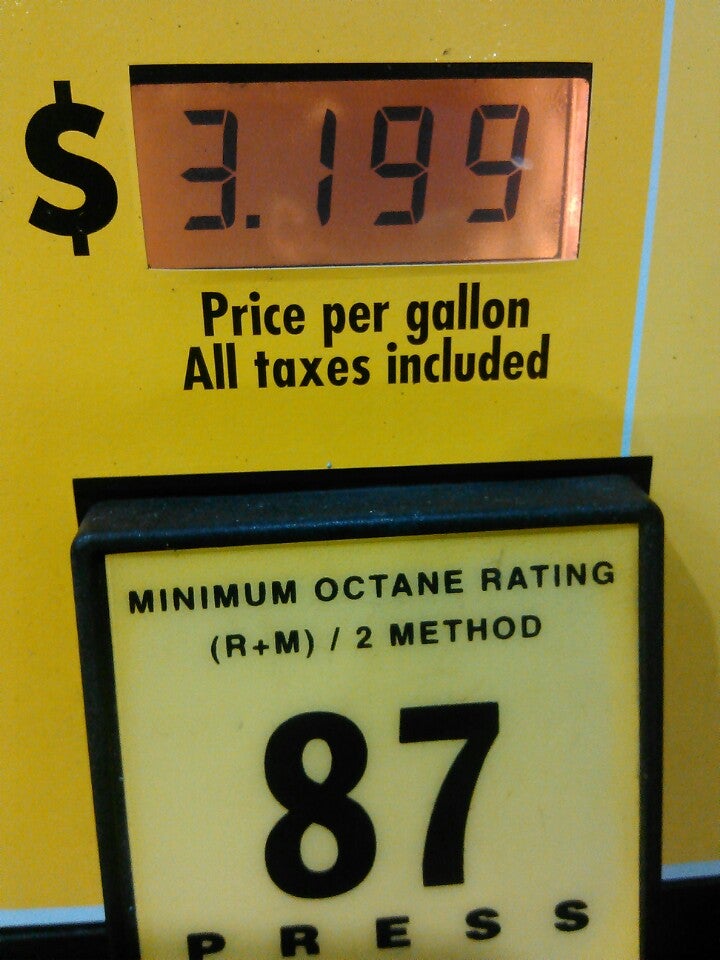 $ 3.199
Price per gallon
All taxes included
MINIMUM OCTANE RATING
(R+M) / 2 METHOD
87
PRESS